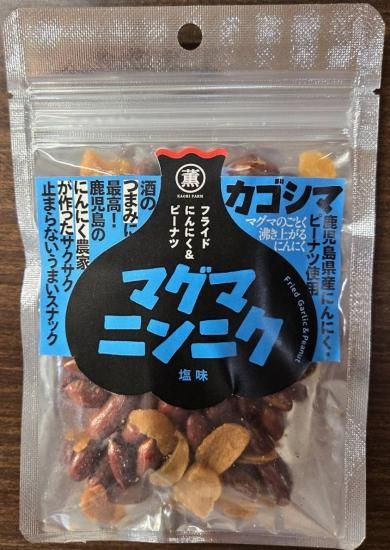 薫
KAORI FARM
フライド
にんにく&
ピーナツ
マグマ
ニンニク
塩味
Fried Garlic & Peanut
カゴシマ
マグマのごとく
沸き上がる
にんにく
鹿児島県産にんにく・
ピーナツ使用
酒の
つまみに
最高!
鹿児島の
にんにく農家
が作ったサクサク
止まらない、うまいスナック